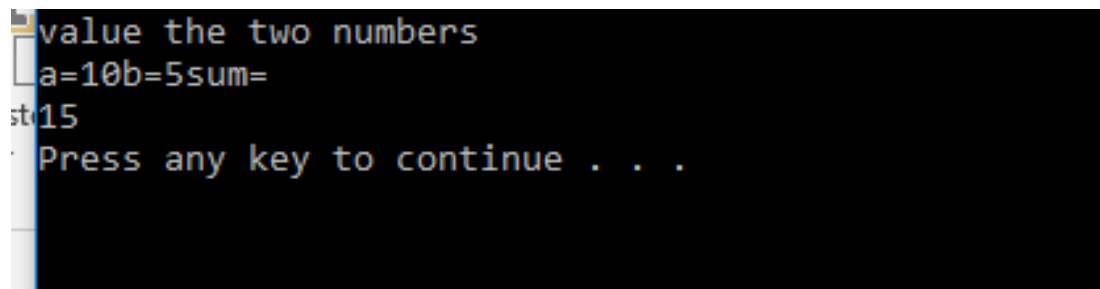 value the two numbers
a=10b=5sum=
15
Press any key to continue . . .